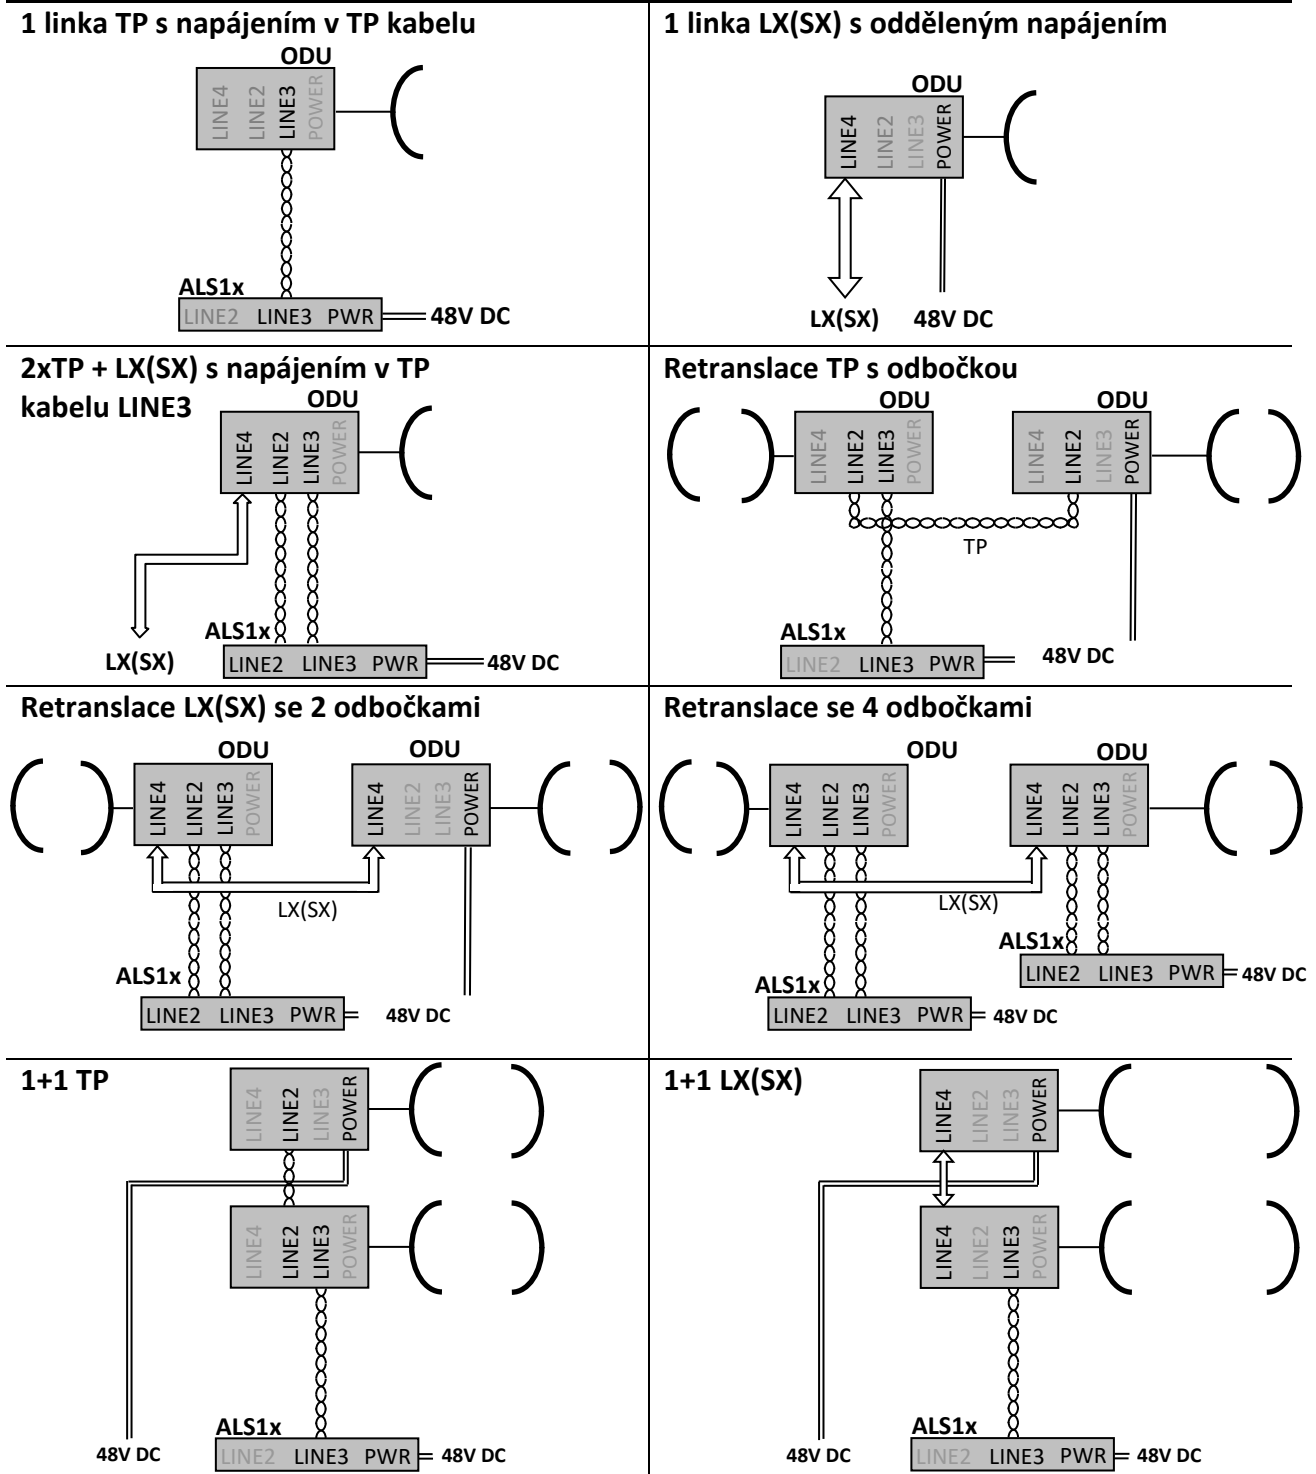 1 linka TP s napájením v TP kabelu
ODU
LINE4
LINE2
LINE3
POWER
ALS1x
LINE2 LINE3 PWR
48V DC
1 linka LX(SX) s odděleným napájením
ODU
LINE4
LINE2
LINE3
POWER
LX(SX)
48V DC
2xTP + LX(SX) s napájením v TP
kabelu LINE3
ODU
LINE4
LINE2
LINE3
POWER
LX(SX)
ALS1x
LINE2 LINE3 PWR
48V DC
Retranslace TP s odbočkou
ODU
LINE4
LINE2
LINE3
POWER
ODU
LINE4
LINE2
LINE3
POWER
TP
ALS1x
LINE2 LINE3 PWR
48V DC
Retranslace LX(SX) se 2 odbočkami
ODU
LINE4
LINE2
LINE3
POWER
ODU
LINE4
LINE2
LINE3
POWER
LX(SX)
ALS1x
LINE2 LINE3 PWR
48V DC
Retranslace se 4 odbočkami
ODU
LINE4
LINE2
LINE3
POWER
ODU
LINE4
LINE2
LINE3
POWER
LX(SX)
ALS1x
LINE2 LINE3 PWR
48V DC
ALS1x
LINE2 LINE3 PWR
48V DC
1+1 TP
LINE4
LINE2
LINE3
POWER
LINE4
LINE2
LINE3
POWER
48V DC
ALS1x
LINE2 LINE3 PWR
48V DC
1+1 LX(SX)
LINE4
LINE2
LINE3
POWER
LINE4
LINE2
LINE3
POWER
48V DC
ALS1x
LINE2 LINE3 PWR
48V DC